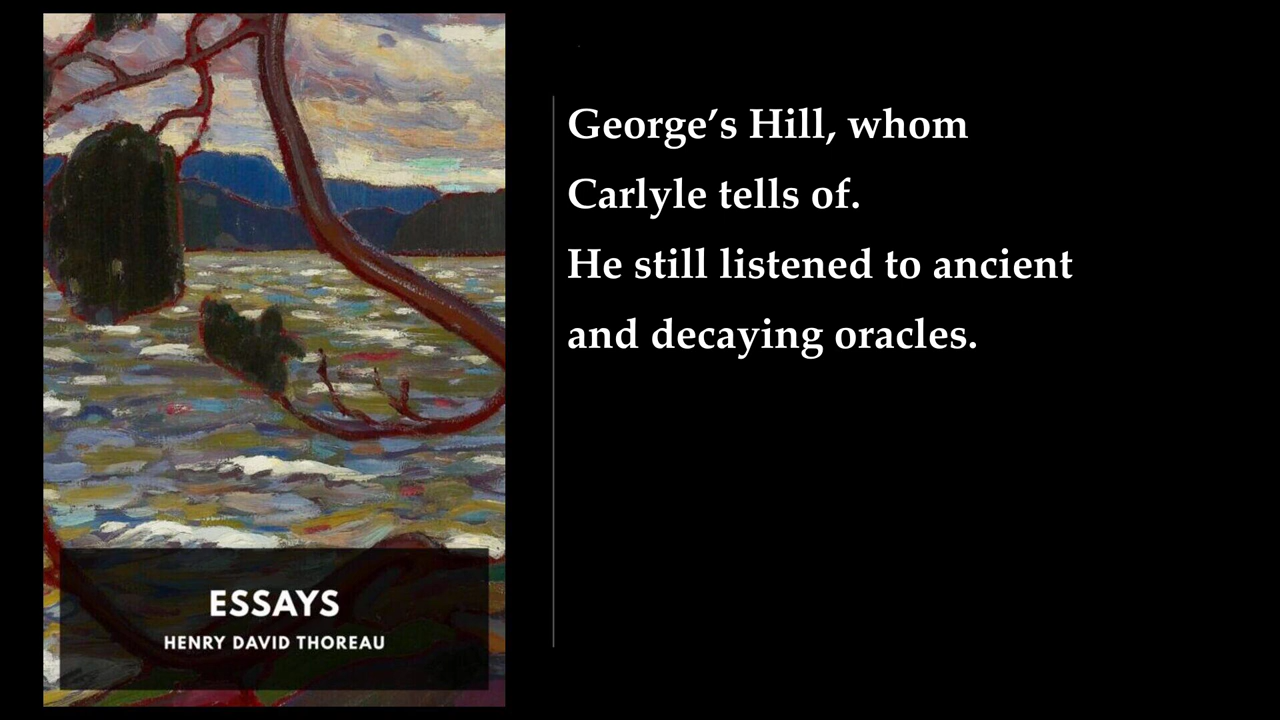 George’s Hill, whom
Carlyle tells of.
He still listened to ancient
and decaying oracles.
ESSAYS
HENRY DAVID THOREAU